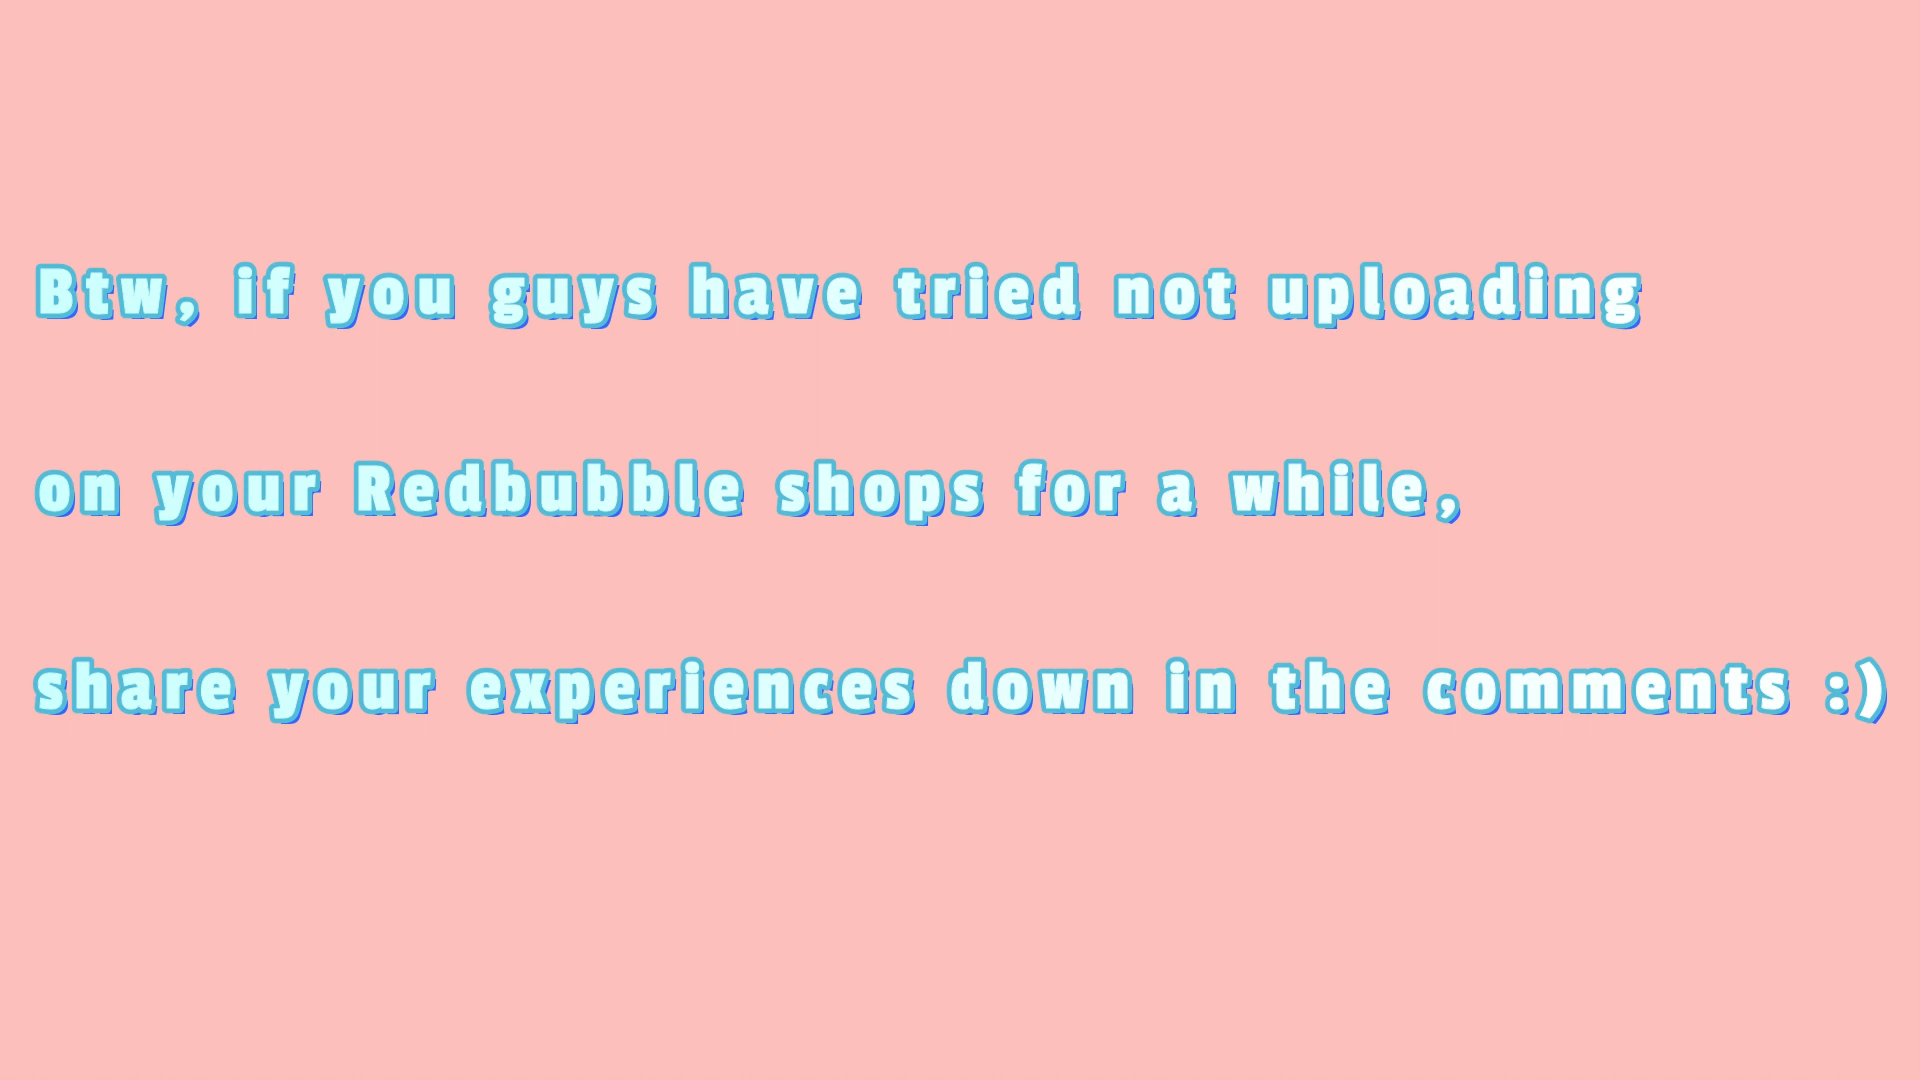 Btw, if you guys have tried not uploading
on your Redbubble shops for a while,
share your experiences down in the comments :)